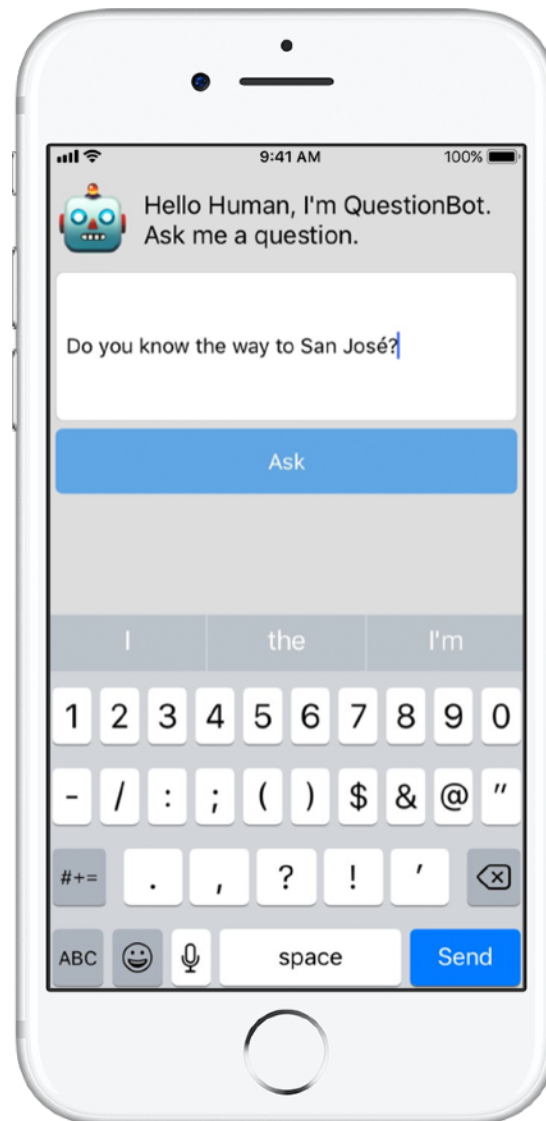 9:41 AM 100%
Hello Human, I'm QuestionBot.
Ask me a question.
Do you know the way to San José?
Ask
I the I'm
1 2 3 4 5 6 7 8 9 0
- / : ; ( ) $ & @ "
#+= . , ? ! '
ABC space Send